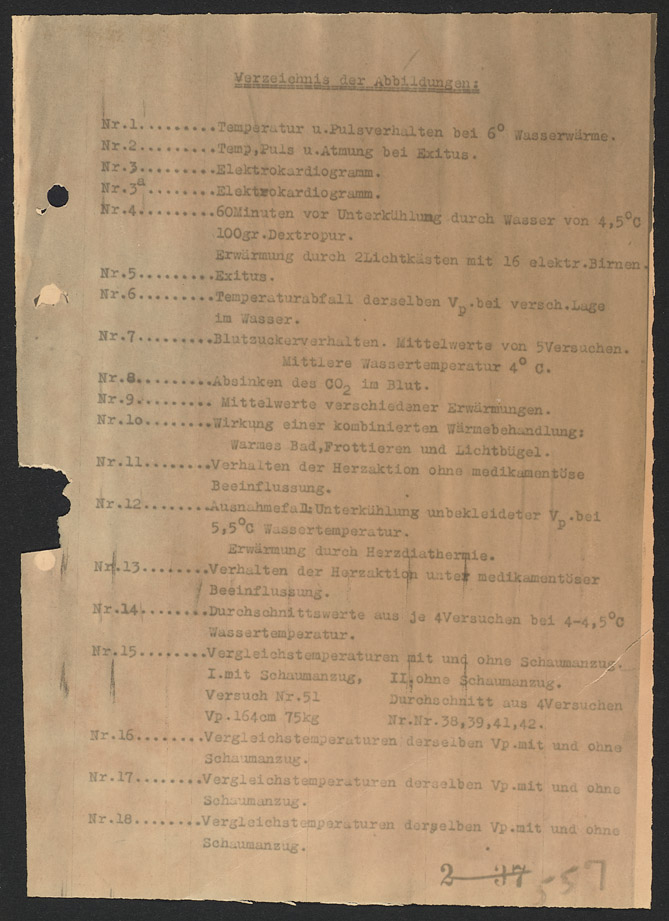 Verzeichnis der Abbildungen:
Nr.1.........Temperatur u.Pulsverhalten bei 6° Wasserwärme.
Nr.2.........Temp,Puls u.Atmung bei Exitus.
Nr.3.........Elektrokardiogramm.
Nr.3a.........Elektrokardiogramm.
Nr.4.........60Minuten vor Unterkühlung durch Wasser von 4,5°C
100gr.Dextropur.
Erwärmung durch 2Lichtkästen mit 16 elektr.Birnen.
Nr.5.........Exitus.
Nr.6.........Temperaturabfall derselben Vp.bei versch.Lage
im Wasser.
Nr.7.........Blutzuckerverhalten. Mittelwerte von 5Versuchen.
Mittlere Wassertemperatur 4° C.
Nr.8.........Absinken des CO2 im Blut.
Nr.9......... Mittelwerte verschiedener Erwärmungen.
Nr.1o.........Wirkung einer kombinierten Wärmebehandlung:
Warmes Bad,Frottieren und Lichtbügel.
Nr.11........Verhalten der Herzaktion ohne medikamentöse
Beeinflussung.
Nr.12........Ausnahmefall:Unterkühlung unbekleideter Vp.bei
5,5°C Wassertemperatur.
Erwärmung durch Herzdiathermie.
Nr.13........Verhalten der Herzaktion unter medikamentöser
Beeinflussung.
Nr.14........Durchschnittswerte aus je 4Versuchen bei 4-4,5°C
Wassertemperatur.
Nr.15........Vergleichstemperaturen mit und ohne Schaumanzug.
I.mit Schaumanzug, II.ohne Schaumanzug.
Versuch Nr.51 Durchschnitt aus 4Versuchen
Vp.164cm 75kg Nr.Nr.38,39,41,42.
Nr.16........Vergleichstemperaturen derselben Vp.mit und ohne
Schaumanzug.
Nr.17........Vergleichstemperaturen derselben Vp.mit und ohne
Schaumanzug.
Nr.18........Vergleichstemperaturen derselben Vp.mit und ohne
Schaumanzug.
2 37 557